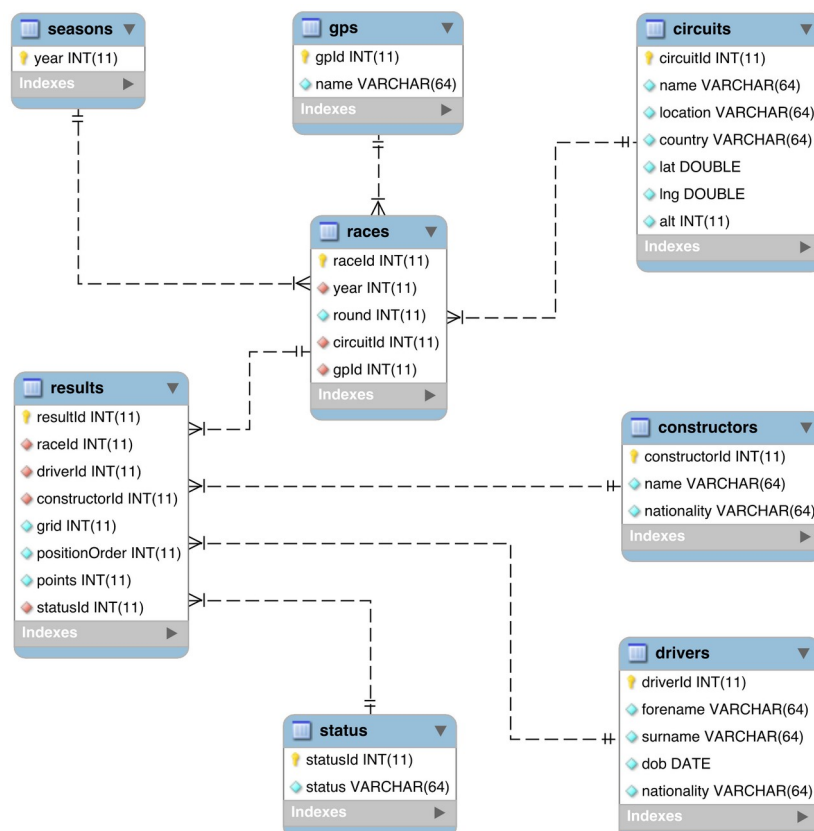 seasons
year INT(11)
Indexes
gps
gpId INT(11)
name VARCHAR(64)
Indexes
circuits
circuitId INT(11)
name VARCHAR(64)
location VARCHAR(64)
country VARCHAR(64)
lat DOUBLE
lng DOUBLE
alt INT(11)
Indexes
races
raceId INT(11)
year INT(11)
round INT(11)
circuitId INT(11)
gpId INT(11)
Indexes
results
resultId INT(11)
raceId INT(11)
driverId INT(11)
constructorId INT(11)
grid INT(11)
positionOrder INT(11)
points INT(11)
statusId INT(11)
Indexes
constructors
constructorId INT(11)
name VARCHAR(64)
nationality VARCHAR(64)
Indexes
drivers
driverId INT(11)
forename VARCHAR(64)
surname VARCHAR(64)
dob DATE
nationality VARCHAR(64)
Indexes
status
statusId INT(11)
status VARCHAR(64)
Indexes